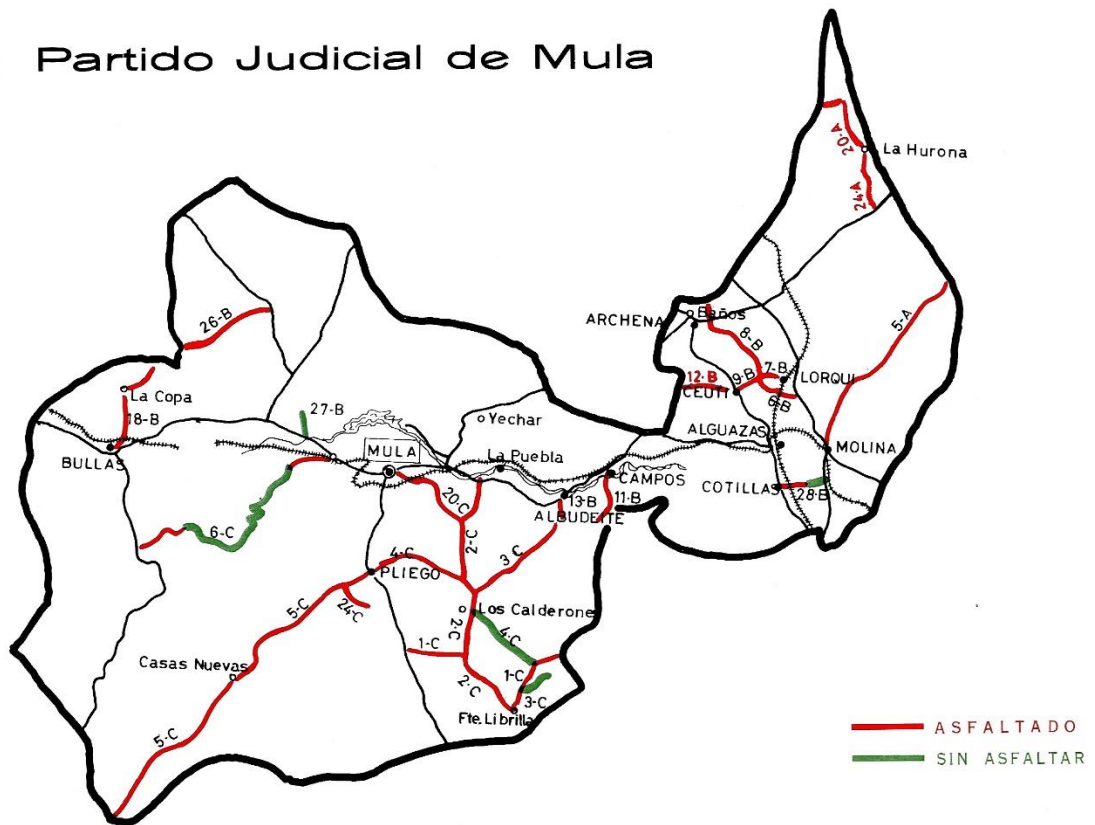 Partido Judicial de Mula
20-A
La Hurona
24-A
5-A
ARCHENA
Baños
8-B
26-B
12-B
9-B
7-B
LORQUI
CEUTI
6-B
La Copa
18-B
27-B
Yechar
ALGUAZAS
MOLINA
BULLAS
MULA
La Puebla
CAMPOS
COTILLAS
28-B
20-C
13-B
11-B
ALBUDEITE
6-C
2-C
4-C
3-C
PLIEGO
5-C
24-C
Los Calderone
2-C
4-C
1-C
Casas Nuevas
2-C
1-C
3-C
Fte. Librilla
5-C
ASFALTADO
SIN ASFALTAR